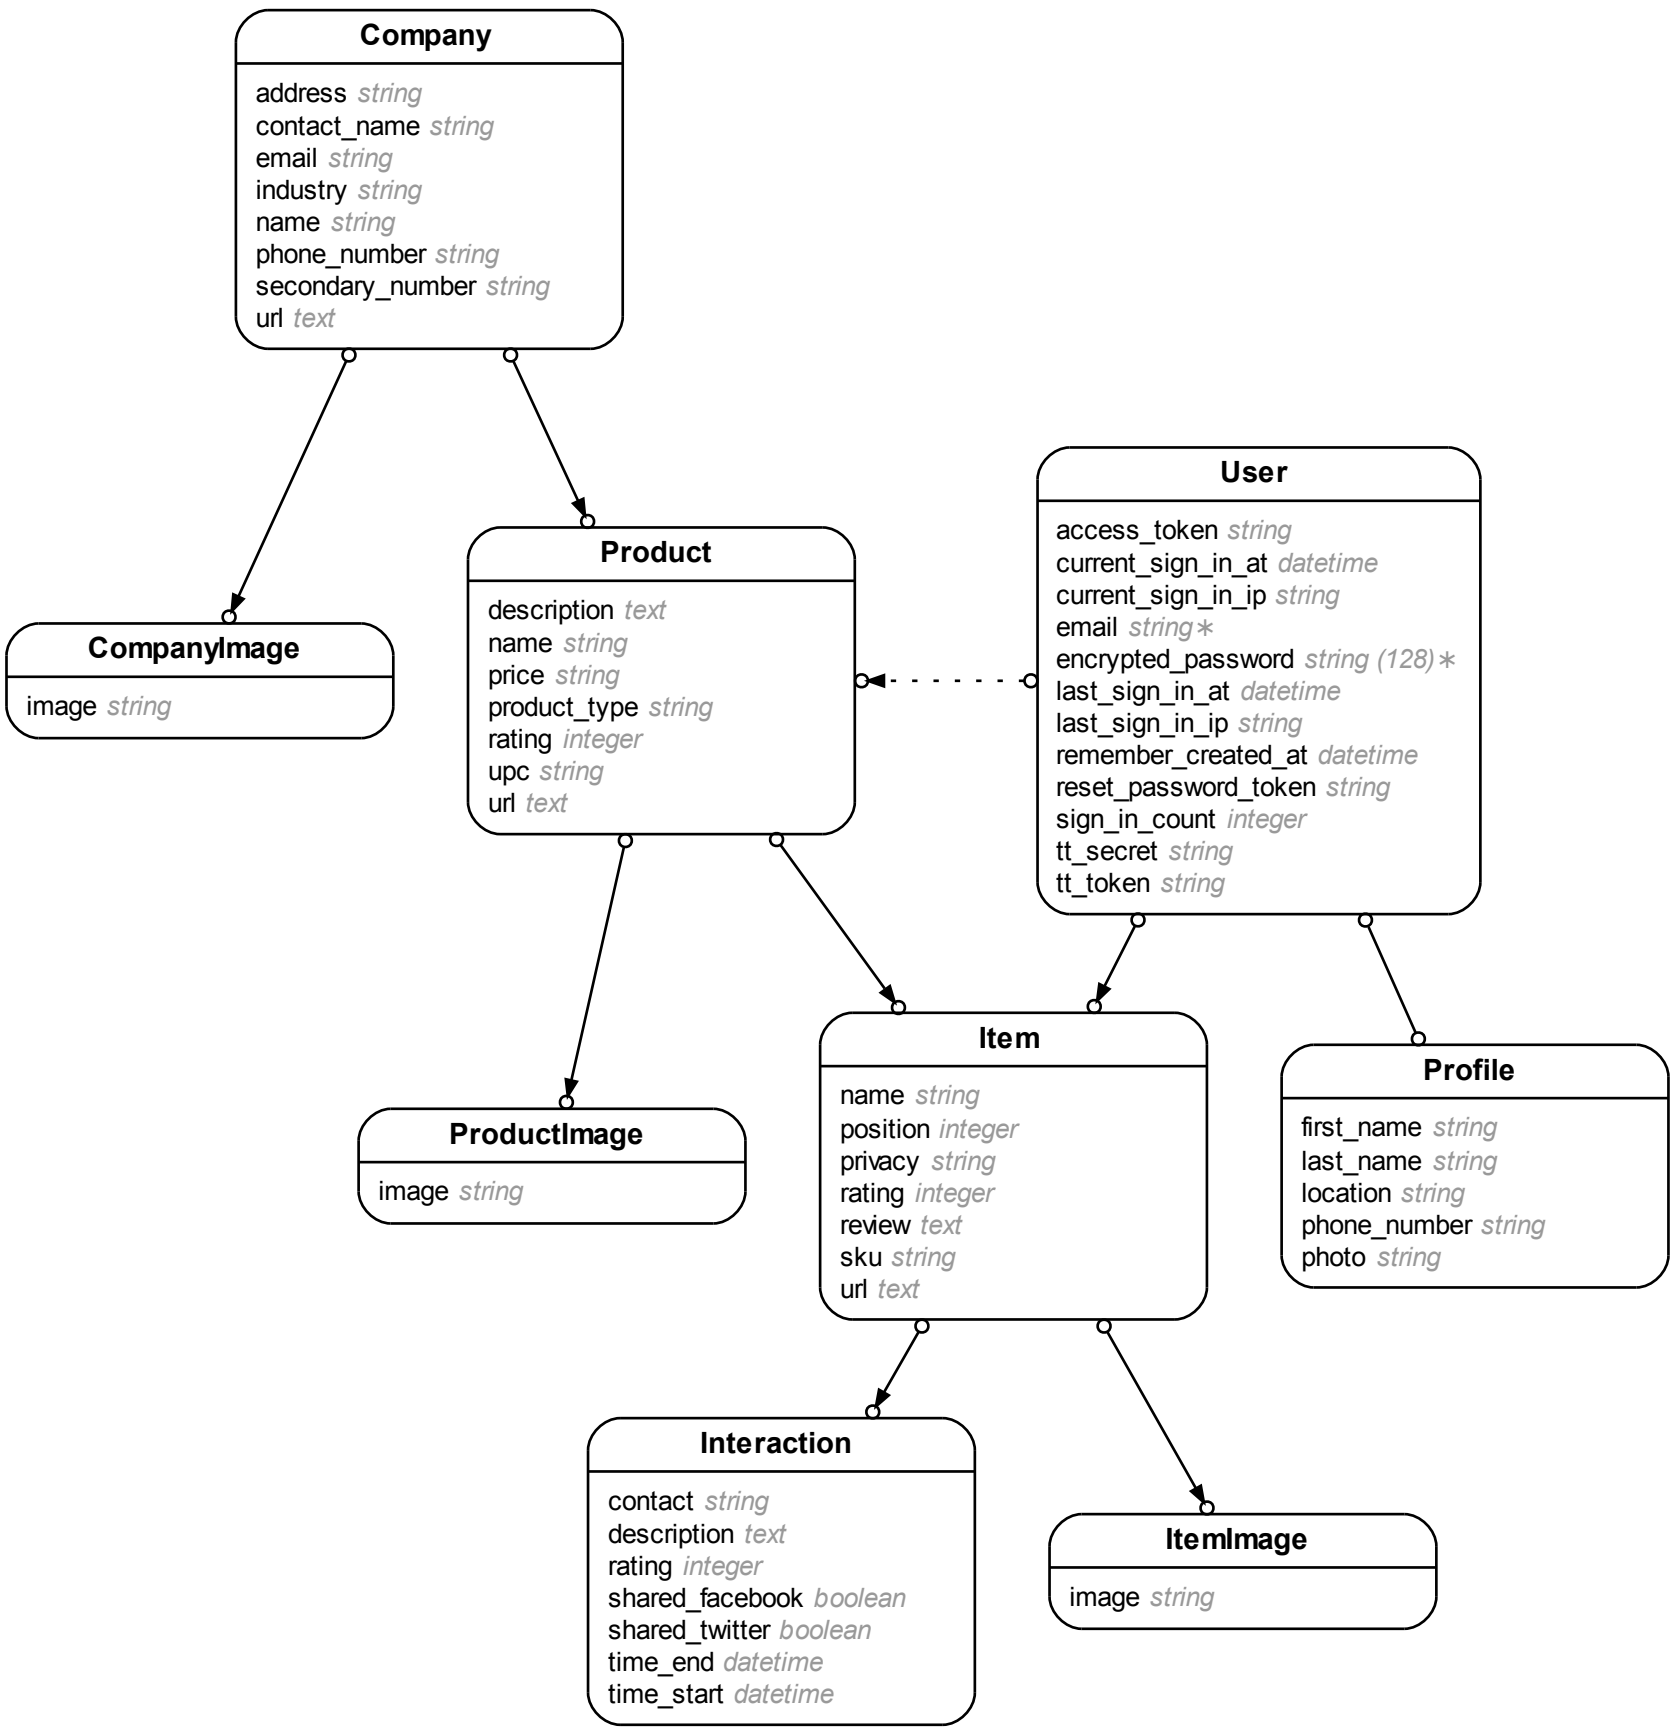 Company
address string
contact_name string
email string
industry string
name string
phone_number string
secondary_number string
url text
User
access_token string
current_sign_in_at datetime
current_sign_in_ip string
email string∗
encrypted_password string (128)∗
last_sign_in_at datetime
last_sign_in_ip string
remember_created_at datetime
reset_password_token string
sign_in_count integer
tt_secret string
tt_token string
Product
description text
name string
price string
product_type string
rating integer
upc string
url text
CompanyImage
image string
Item
name string
position integer
privacy string
rating integer
review text
sku string
url text
Profile
first_name string
last_name string
location string
phone_number string
photo string
ProductImage
image string
Interaction
contact string
description text
rating integer
shared_facebook boolean
shared_twitter boolean
time_end datetime
time_start datetime
ItemImage
image string